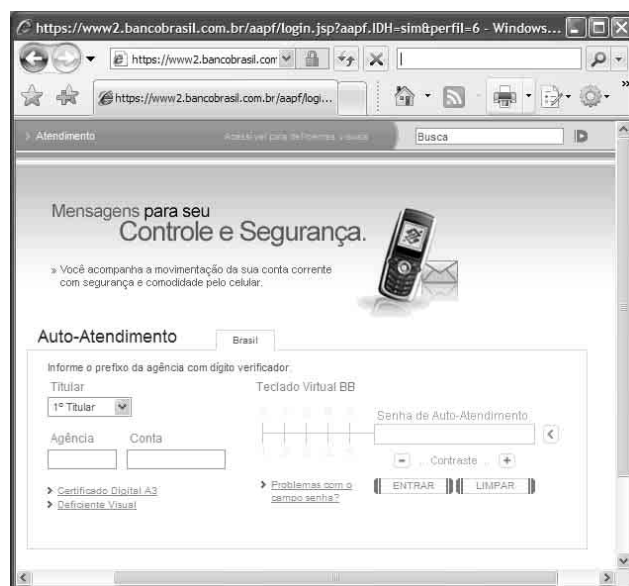 https://www2.bancobrasil.com.br/aapf/login.jsp?aapf.IDH=sim&perfil=6 - Windows...
https://www2.bancobrasil.com
https://www2.bancobrasil.com.br/aapf/logi...
Atendimento
Acessível para deficientes visuais
Busca
Mensagens para seu
Controle e Segurança.
» Você acompanha a movimentação da sua conta corrente
com segurança e comodidade pelo celular.
Auto-Atendimento
Brasil
Informe o prefixo da agência com dígito verificador.
Titular
Teclado Virtual BB
1º Titular
Senha de Auto-Atendimento
Agência
Conta
- . Contraste . +
Certificado Digital A3
Deficiente Visual
Problemas com o
campo senha?
ENTRAR
LIMPAR